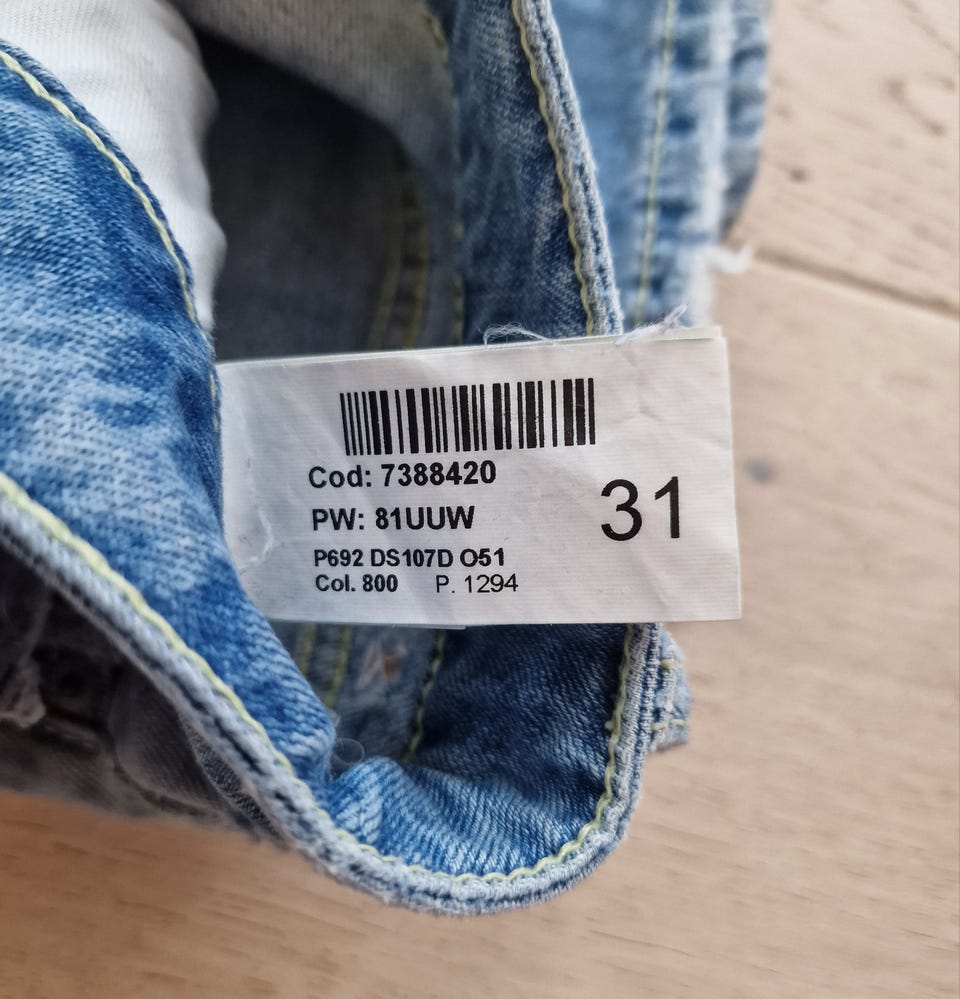 Cod: 7388420
PW: 81UUW
31
P692 DS107D O51
Col. 800 P. 1294